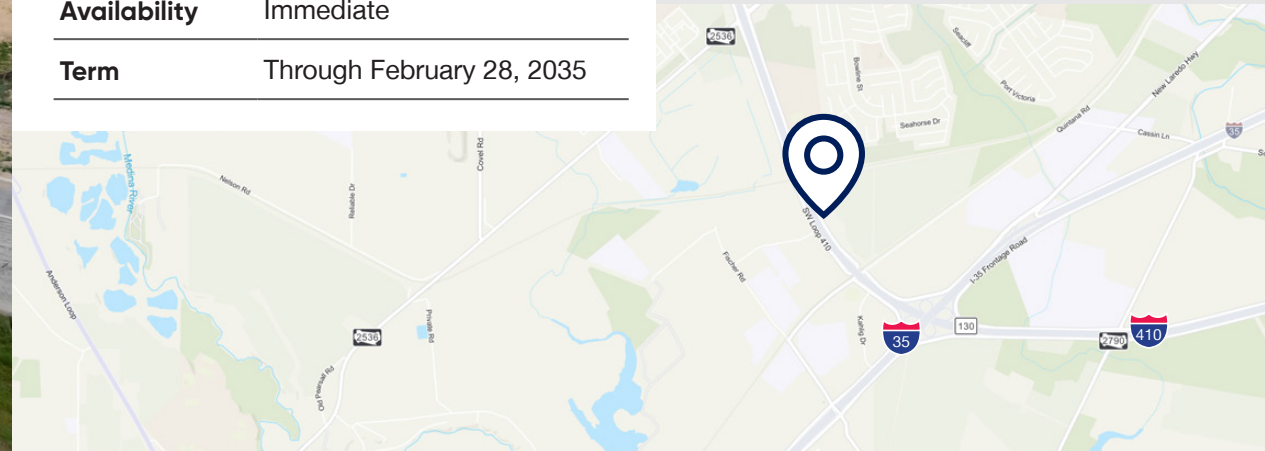 Availability Immediate
Term Through February 28, 2035
2536
Seacliff
Bowline St
Port Victoria
New Laredo Hwy
Quintana Rd
Seahorse Dr
Cassin Ln
35
Medina River
Nelson Rd
Reliable Dr
Covel Rd
SW Loop 410
Fischer Rd
I-35 Frontage Road
Anderson Loop
2536
Private Rd
Kahlig Dr
35
130
2790
410
Old Pearsall Rd